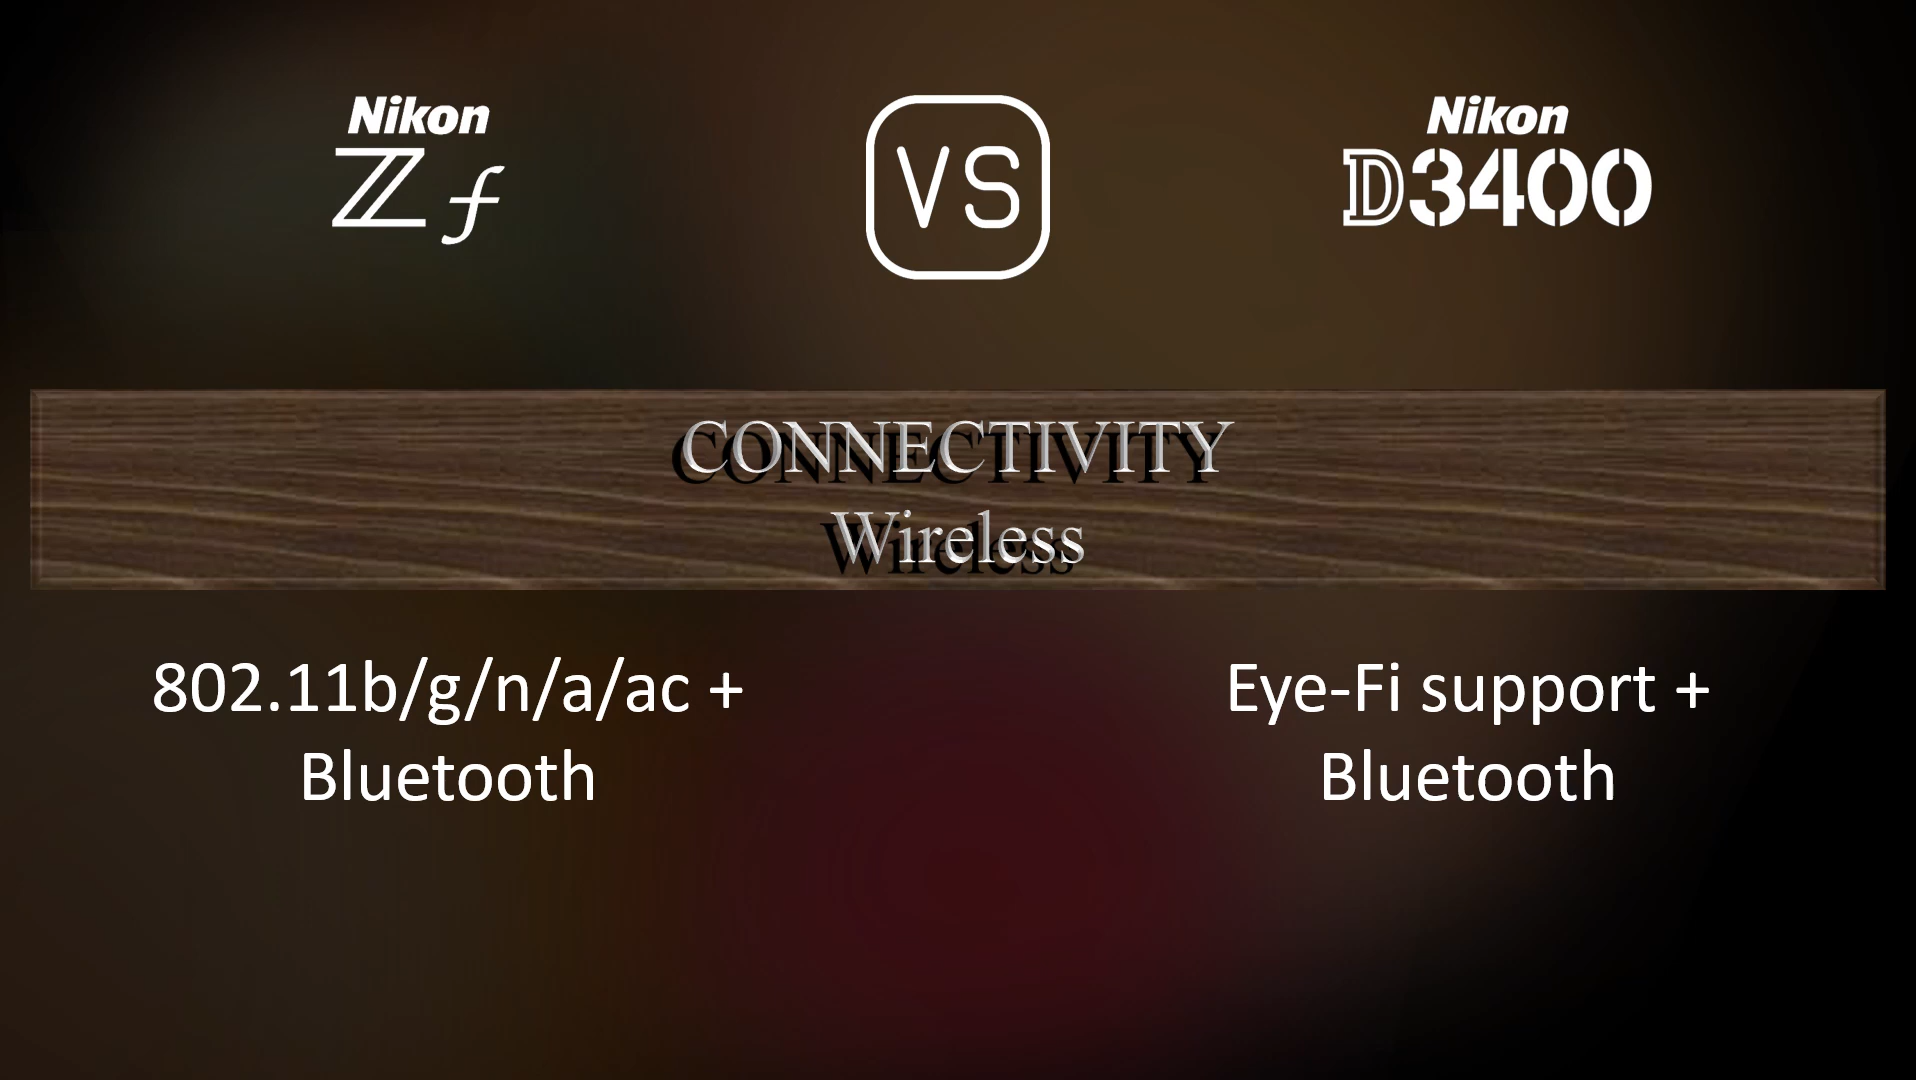 Nikon
Z f
VS
Nikon
D3400
CONNECTIVITY
Wireless
802.11b/g/n/a/ac +
Bluetooth
Eye-Fi support +
Bluetooth